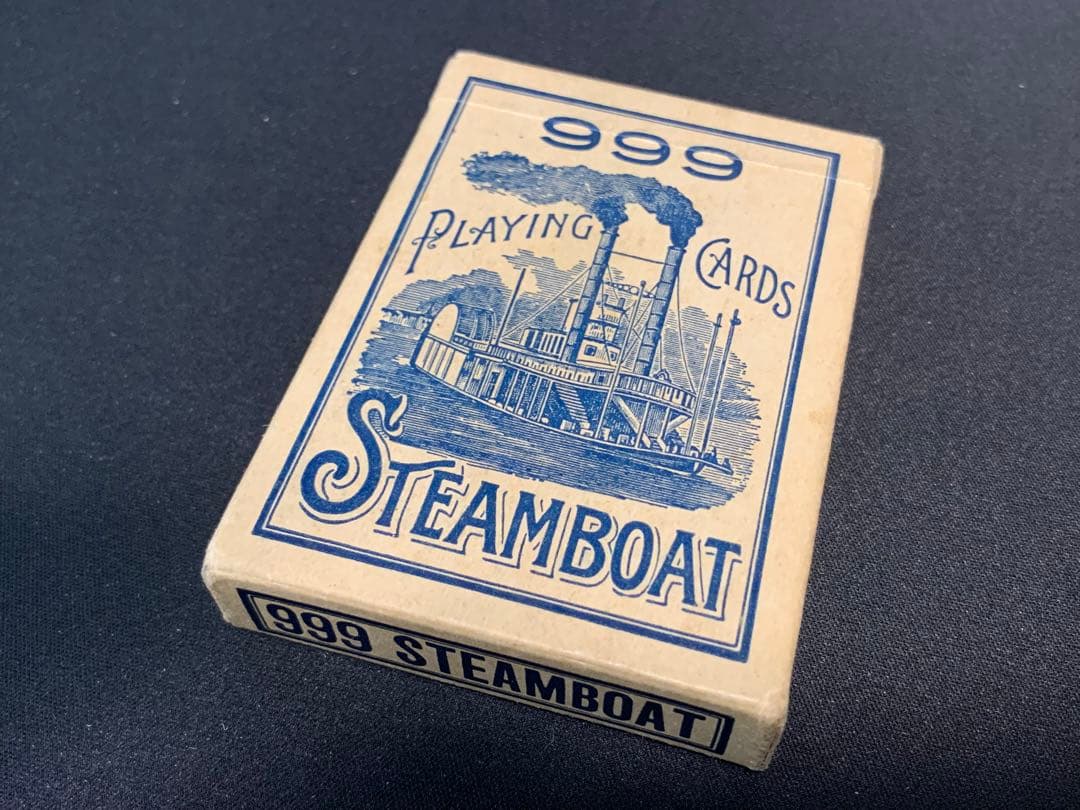 999
PLAYING CARDS
STEAMBOAT
999 STEAMBOAT